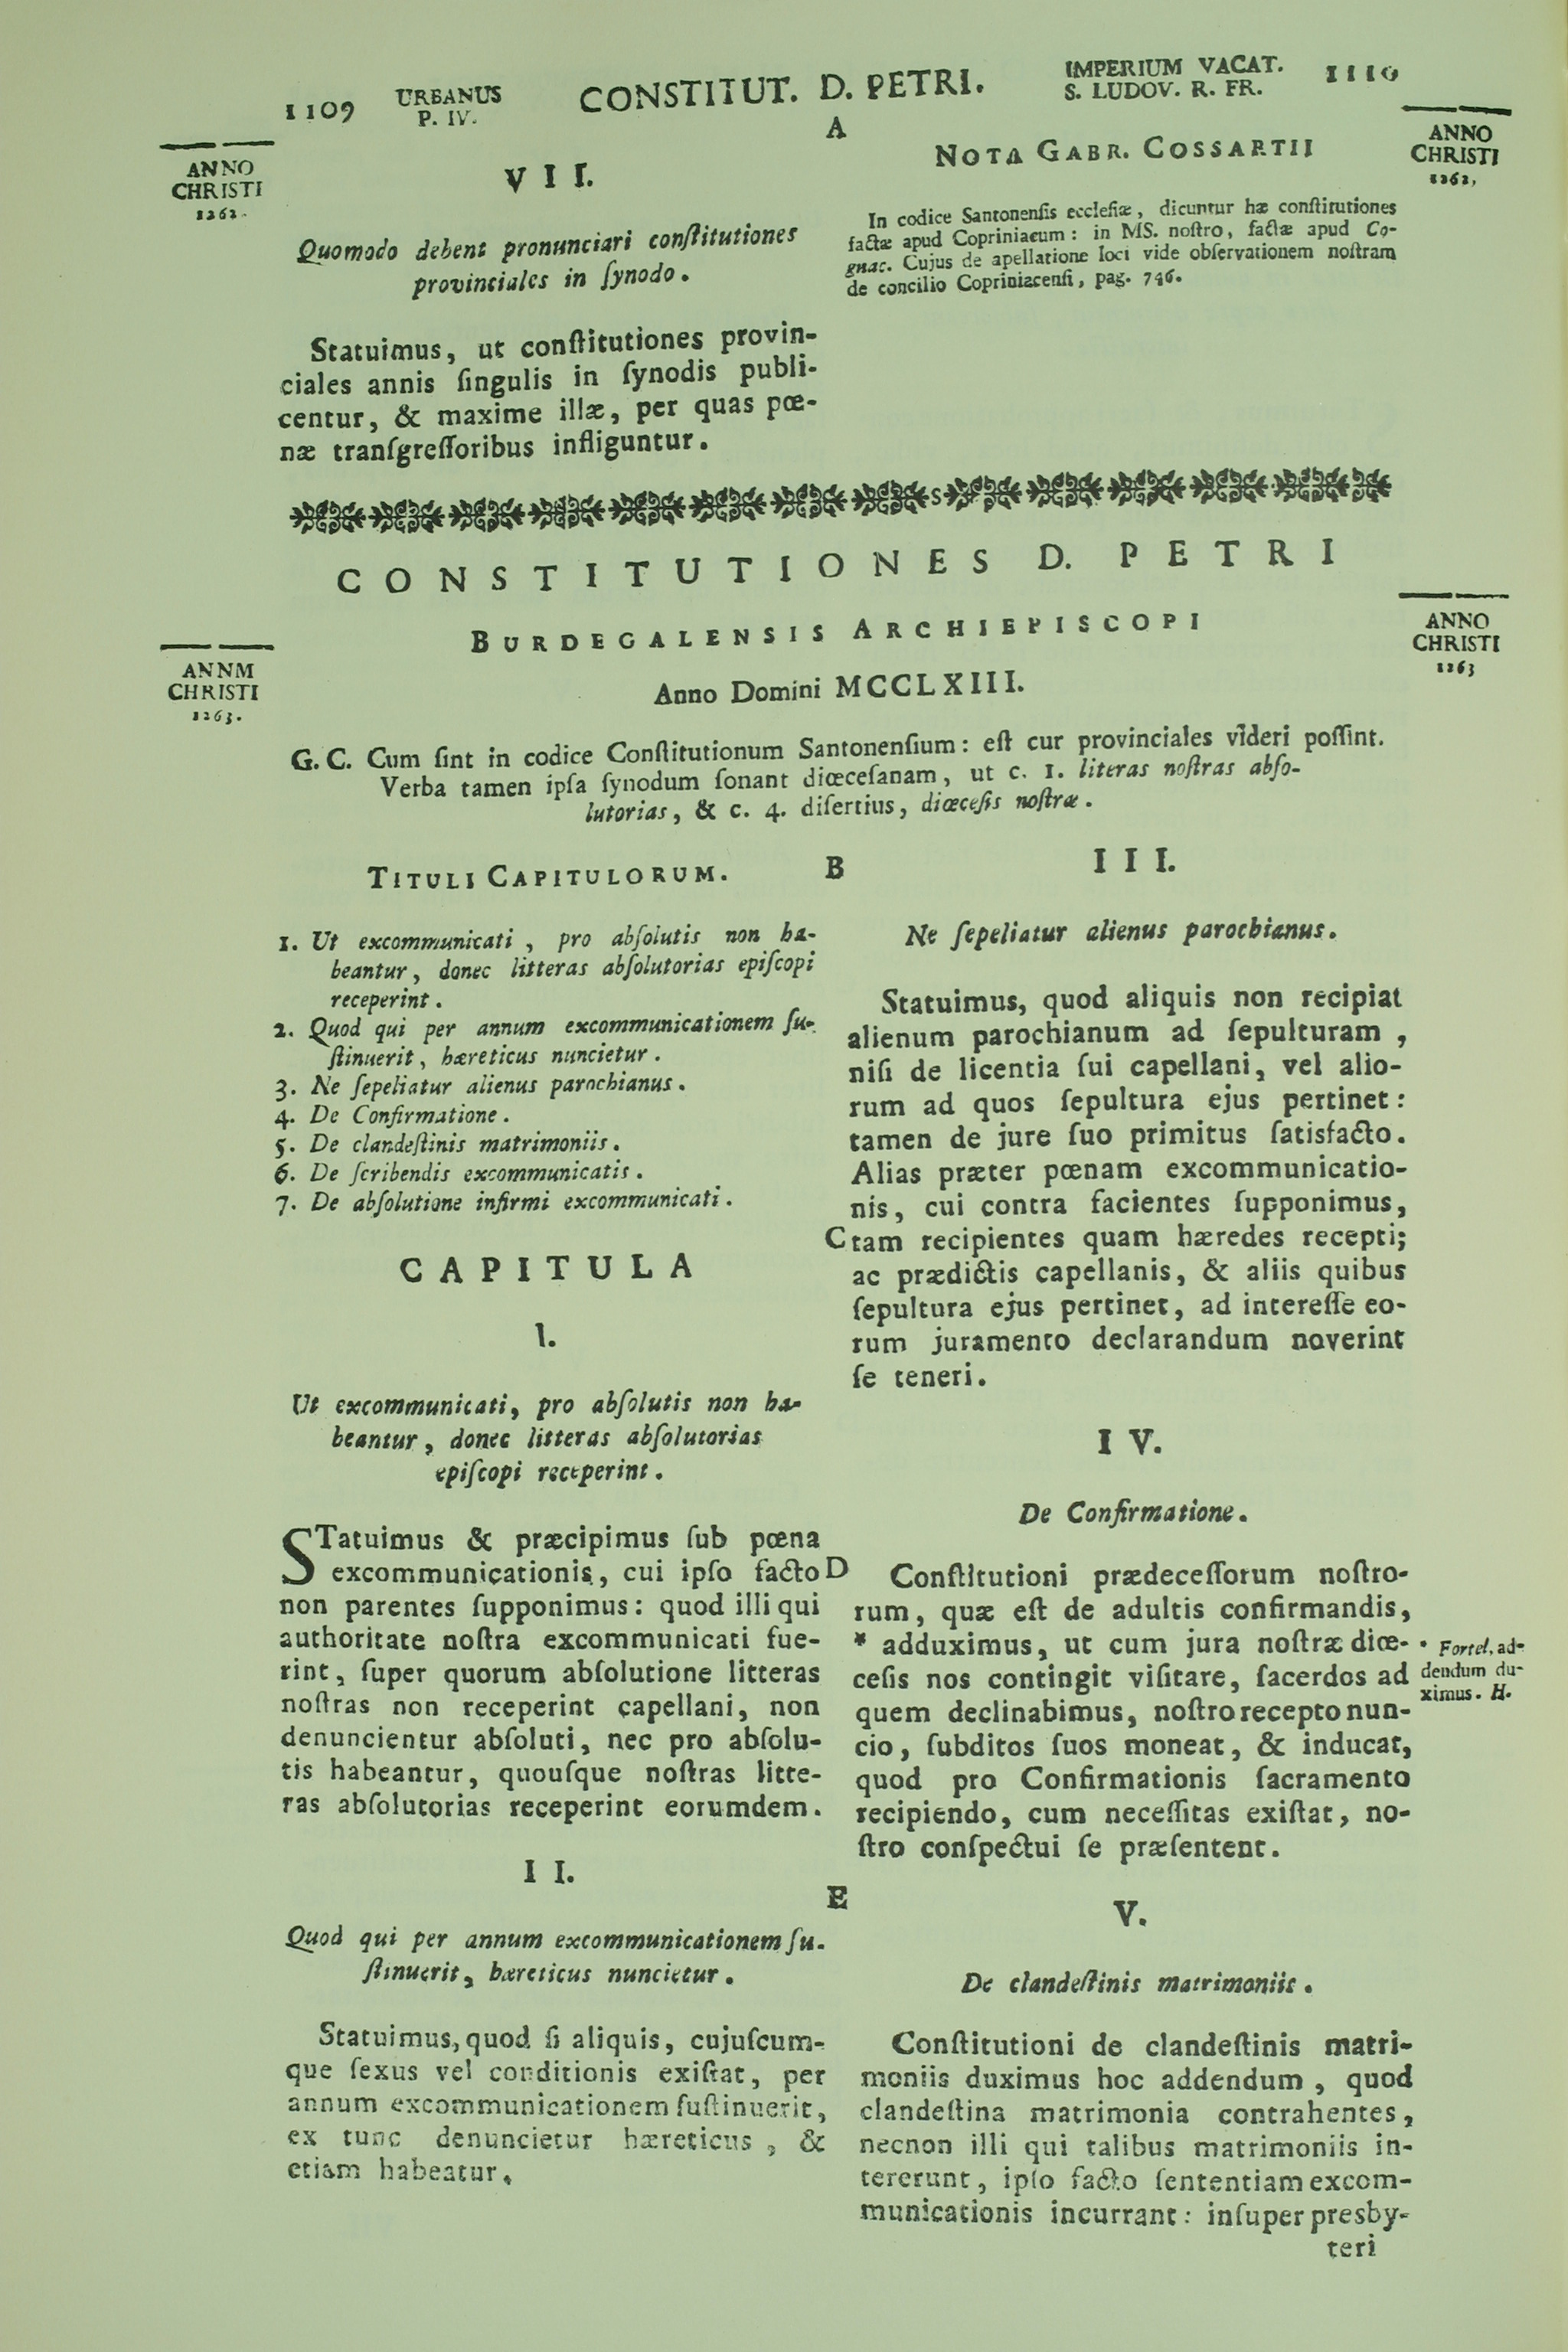 1109 URBANUS P. IV. CONSTITUT. D. PETRI. IMPERIUM VACAT. S. LUDOV. R. FR. 1110
ANNO
CHRISTI
1262.
VII.
Quomodo debent pronunciari conſtitutiones
provinciales in ſynodo.
Statuimus, ut conſtitutiones provin-
ciales annis ſingulis in ſynodis publi-
centur, & maxime illæ, per quas pœ-
næ tranſgreſſoribus infliguntur.
A
NOTA GABR. COSSARTII
ANNO
CHRISTI
1262,
In codice Santonenſis eccleſiæ, dicuntur hæ conſtitutiones
factæ apud Copriniacum: in MS. noſtro, factæ apud Co-
gnac. Cujus de apellatione loci vide obſervationem noſtram
de concilio Copriniacenſi, pag. 746.
CONSTITUTIONES D. PETRI
BURDEGALENSIS ARCHIEPISCOPI
Anno Domini MCCLXIII.
ANNM
CHRISTI
1263.
ANNO
CHRISTI
1263
G. C. Cum ſint in codice Conſtitutionum Santonenſium: eſt cur provinciales videri poſſint.
Verba tamen ipſa ſynodum ſonant diœceſanam, ut c. 1. literas noſtras abſo-
lutorias, & c. 4. diſertius, diœceſis noſtræ.
TITULI CAPITULORUM.
1. Ut excommunicati, pro abſolutis non ha-
beantur, donec litteras abſolutorias epiſcopi
receperint.
2. Quod qui per annum excommunicationem ſu-
ſtinuerit, hæreticus nuncietur.
3. Ne ſepeliatur alienus parochianus.
4. De Confirmatione.
5. De clandeſtinis matrimoniis.
6. De ſcribendis excommunicatis.
7. De abſolutione infirmi excommunicati.
CAPITULA
I.
Ut excommunicati, pro abſolutis non ha-
beantur, donec litteras abſolutorias
epiſcopi receperint.
STatuimus & præcipimus ſub pœna
excommunicationis, cui ipſo facto
non parentes ſupponimus: quod illi qui
authoritate noſtra excommunicati fue-
rint, ſuper quorum abſolutione litteras
noſtras non receperint capellani, non
denuncientur abſoluti, nec pro abſolu-
tis habeantur, quouſque noſtras litte-
ras abſolutorias receperint eorumdem.
II.
Quod qui per annum excommunicationem ſu-
ſtinuerit, hæreticus nuncietur.
Statuimus, quod ſi aliquis, cujuſcum-
que ſexus vel conditionis exiſtat, per
annum excommunicationem ſuſtinuerit,
ex tunc denuncietur hæreticus, &
etiam habeatur.
B
III.
Ne ſepeliatur alienus parochianus.
Statuimus, quod aliquis non recipiat
alienum parochianum ad ſepulturam,
niſi de licentia ſui capellani, vel alio-
rum ad quos ſepultura ejus pertinet:
tamen de jure ſuo primitus ſatisfacto.
Alias præter pœnam excommunicatio-
nis, cui contra facientes ſupponimus,
C tam recipientes quam hæredes recepti;
ac prædictis capellanis, & aliis quibus
ſepultura ejus pertinet, ad intereſſe eo-
rum juramento declarandum noverint
ſe teneri.
IV.
De Confirmatione.
D Conſtitutioni prædeceſſorum noſtro-
rum, quæ eſt de adultis confirmandis,
* adduximus, ut cum jura noſtræ diœ-
ceſis nos contingit viſitare, ſacerdos ad
quem declinabimus, noſtro recepto nun-
cio, ſubditos ſuos moneat, & inducat,
quod pro Confirmationis ſacramento
recipiendo, cum neceſſitas exiſtat, no-
ſtro conſpectui ſe præſentent.
* Forteſ. ad-
dendum du-
ximus. H.
E
V.
De clandeſtinis matrimoniis.
Conſtitutioni de clandeſtinis matri-
moniis duximus hoc addendum, quod
clandeſtina matrimonia contrahentes,
necnon illi qui talibus matrimoniis in-
tererunt, ipſo facto ſententiam excom-
municationis incurrant: inſuper presby-
teri